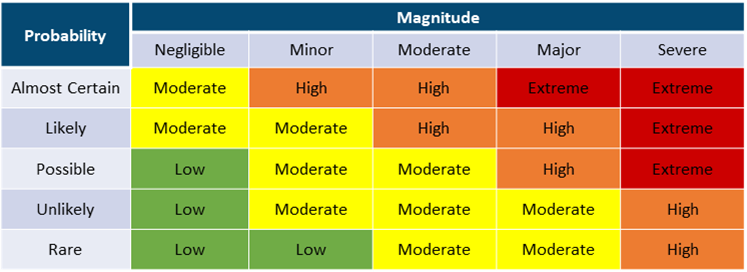 Probability Magnitude
Negligible Minor Moderate Major Severe
Almost Certain Moderate High High Extreme Extreme
Likely Moderate Moderate High High Extreme
Possible Low Moderate Moderate High Extreme
Unlikely Low Moderate Moderate Moderate High
Rare Low Low Moderate Moderate High